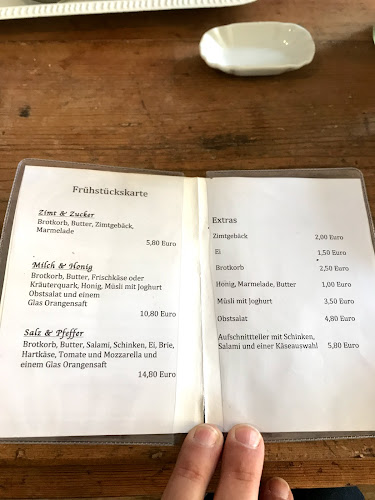 Frühstückskarte
Zimt & Zucker
Brotkorb, Butter, Zimtgebäck,
Marmelade
5,80 Euro
Milch & Honig
Brotkorb, Butter, Frischkäse oder
Kräuterquark, Honig, Müsli mit Joghurt
Obstsalat und einem
Glas Orangensaft
10,80 Euro
Salz & Pfeffer
Brotkorb, Butter, Salami, Schinken, Ei, Brie,
Hartkäse, Tomate und Mozzarella und
einem Glas Orangensaft
14,80 Euro
Extras
Zimtgebäck 2,00 Euro
Ei 1,50 Euro
Brotkorb 2,50 Euro
Honig, Marmelade, Butter 1,00 Euro
Müsli mit Joghurt 3,50 Euro
Obstsalat 4,80 Euro
Aufschnittteller mit Schinken,
Salami und einer Käseauswahl 5,80 Euro